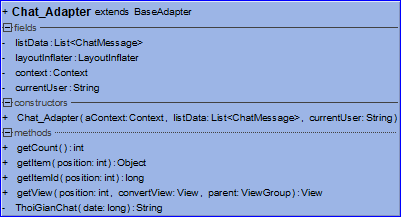 + Chat_Adapter extends BaseAdapter
fields
- listData : List<ChatMessage>
- layoutInflater : LayoutInflater
- context : Context
- currentUser : String
constructors
+ Chat_Adapter( aContext : Context, listData : List<ChatMessage>, currentUser : String)
methods
+ getCount() : int
+ getItem( position: int) : Object
+ getItemId( position: int) : long
+ getView( position: int, convertView: View, parent: ViewGroup) : View
- ThoiGianChat( date: long) : String